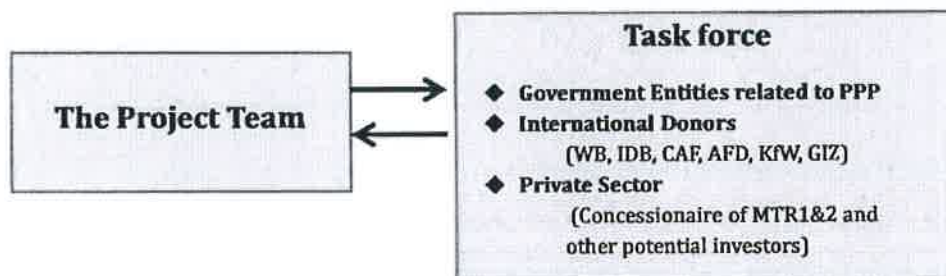 The Project Team
Task force
◆ Government Entities related to PPP
◆ International Donors
(WB, IDB, CAF, AFD, KfW, GIZ)
◆ Private Sector
(Concessionaire of MTR1&2 and
other potential investors)